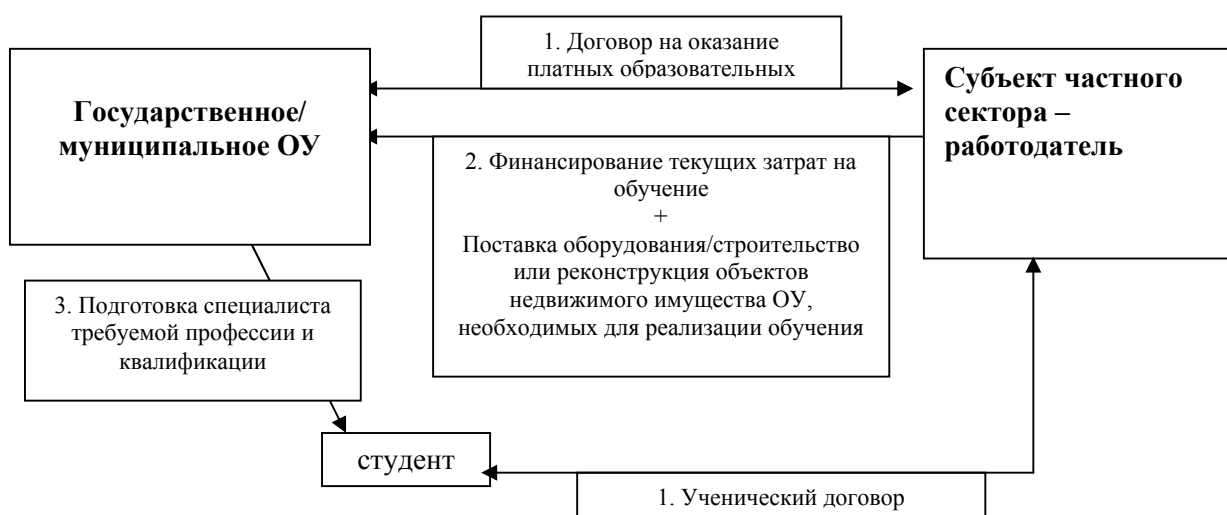 1. Договор на оказание
платных образовательных
Государственное/
муниципальное ОУ
Субъект частного
сектора –
работодатель
2. Финансирование текущих затрат на
обучение
+
Поставка оборудования/строительство
или реконструкция объектов
недвижимого имущества ОУ,
необходимых для реализации обучения
3. Подготовка специалиста
требуемой профессии и
квалификации
студент
1. Ученический договор